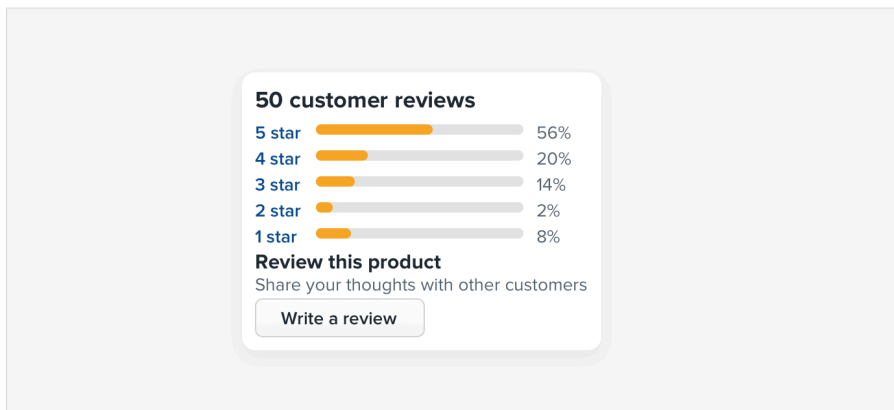 50 customer reviews
5 star 56%
4 star 20%
3 star 14%
2 star 2%
1 star 8%
Review this product
Share your thoughts with other customers
Write a review